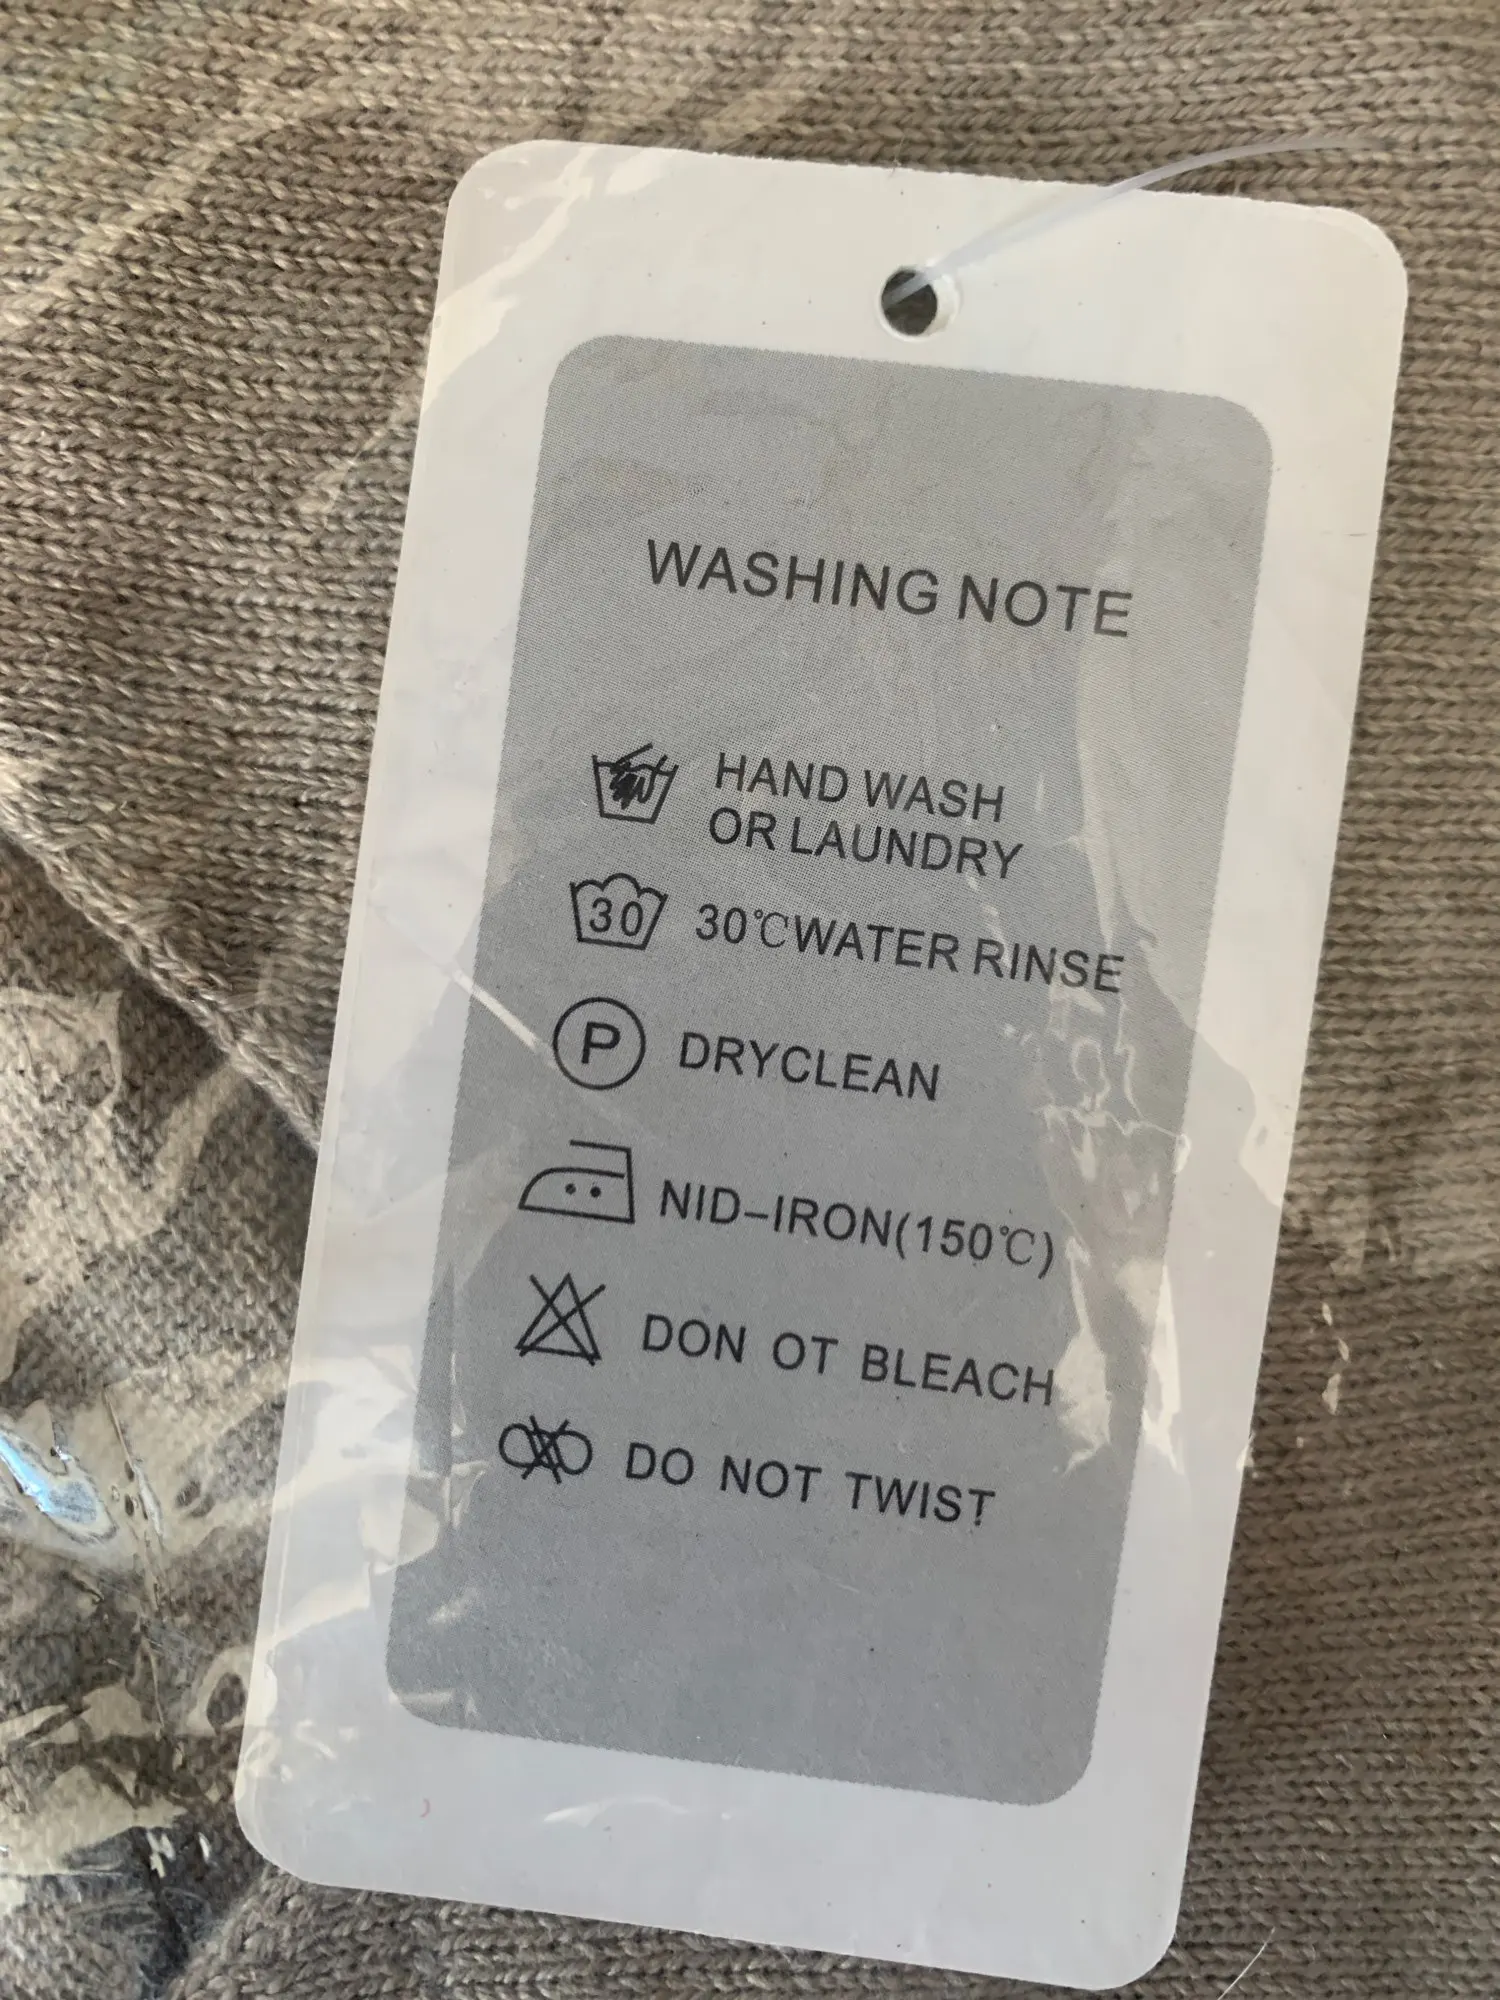 WASHING NOTE
HAND WASH
OR LAUNDRY
30 30℃WATER RINSE
P DRYCLEAN
NID-IRON(150℃)
DON OT BLEACH
DO NOT TWIST